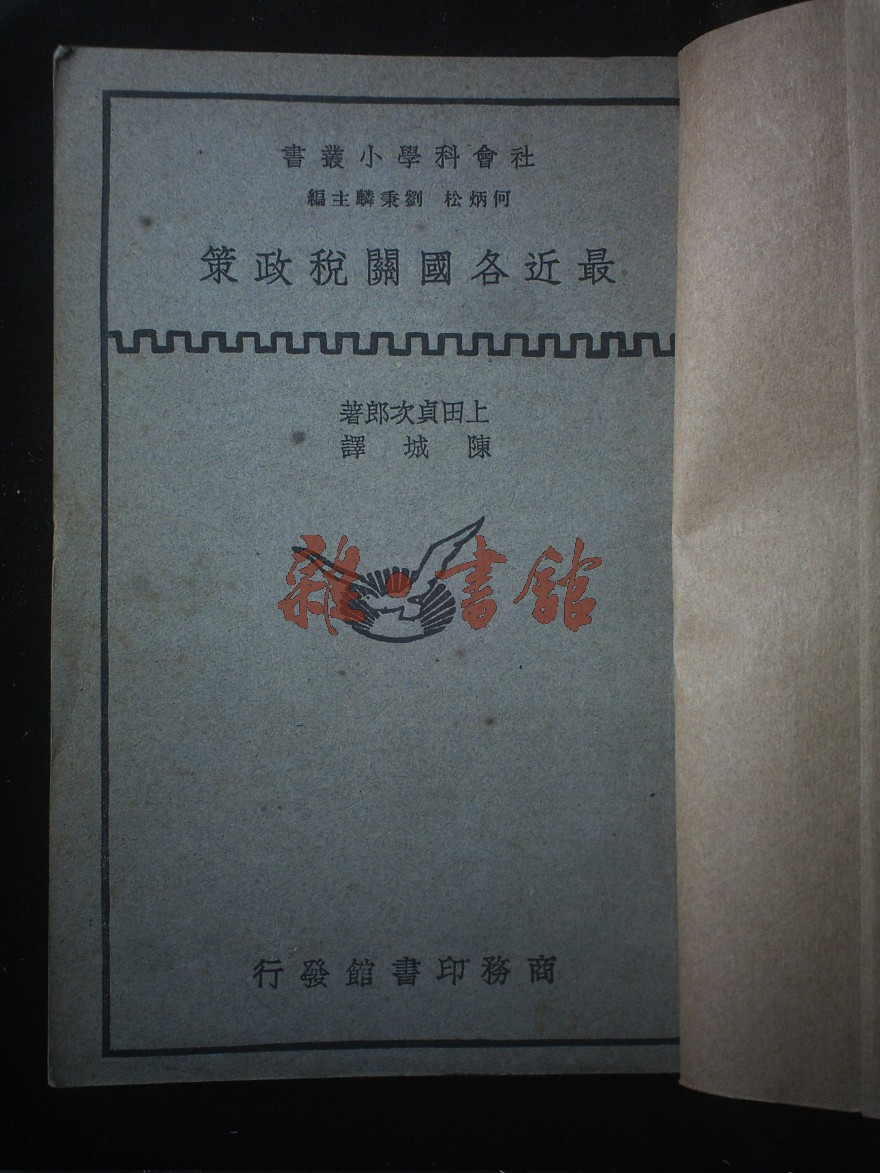 社會科學小叢書
何炳松 劉秉麟主編
最近各國關稅政策
上田貞次郎著
陳城譯
雜·書館
商務印書館發行